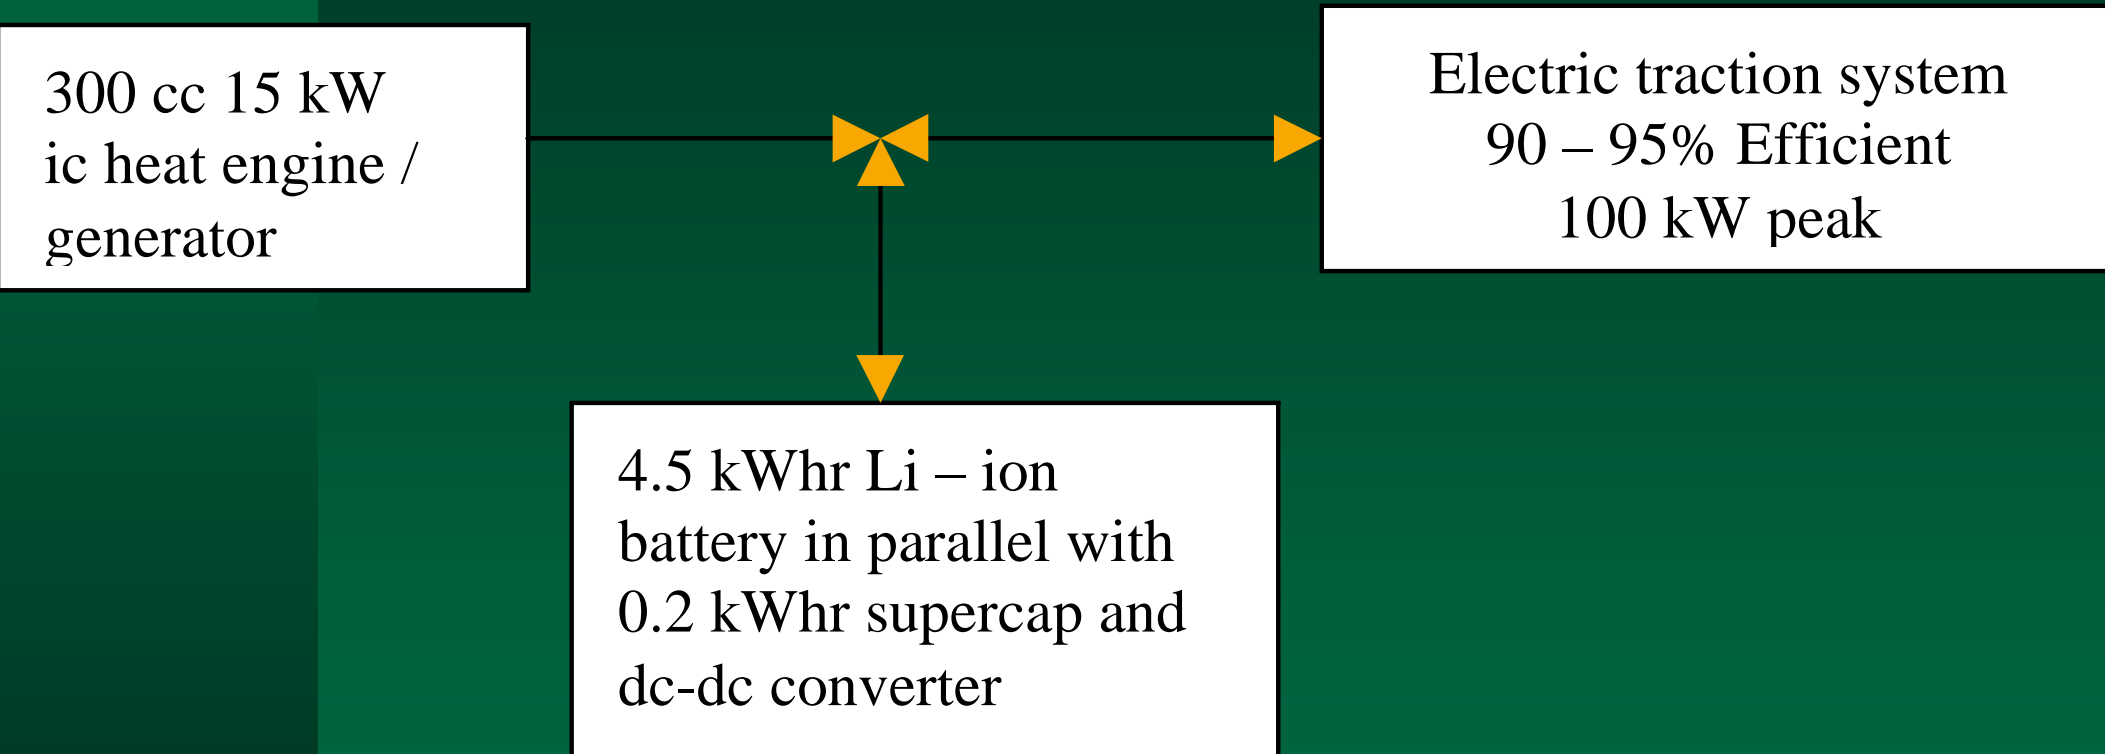 300 cc 15 kW
ic heat engine /
generator
Electric traction system
90 – 95% Efficient
100 kW peak
4.5 kWhr Li – ion
battery in parallel with
0.2 kWhr supercap and
dc-dc converter